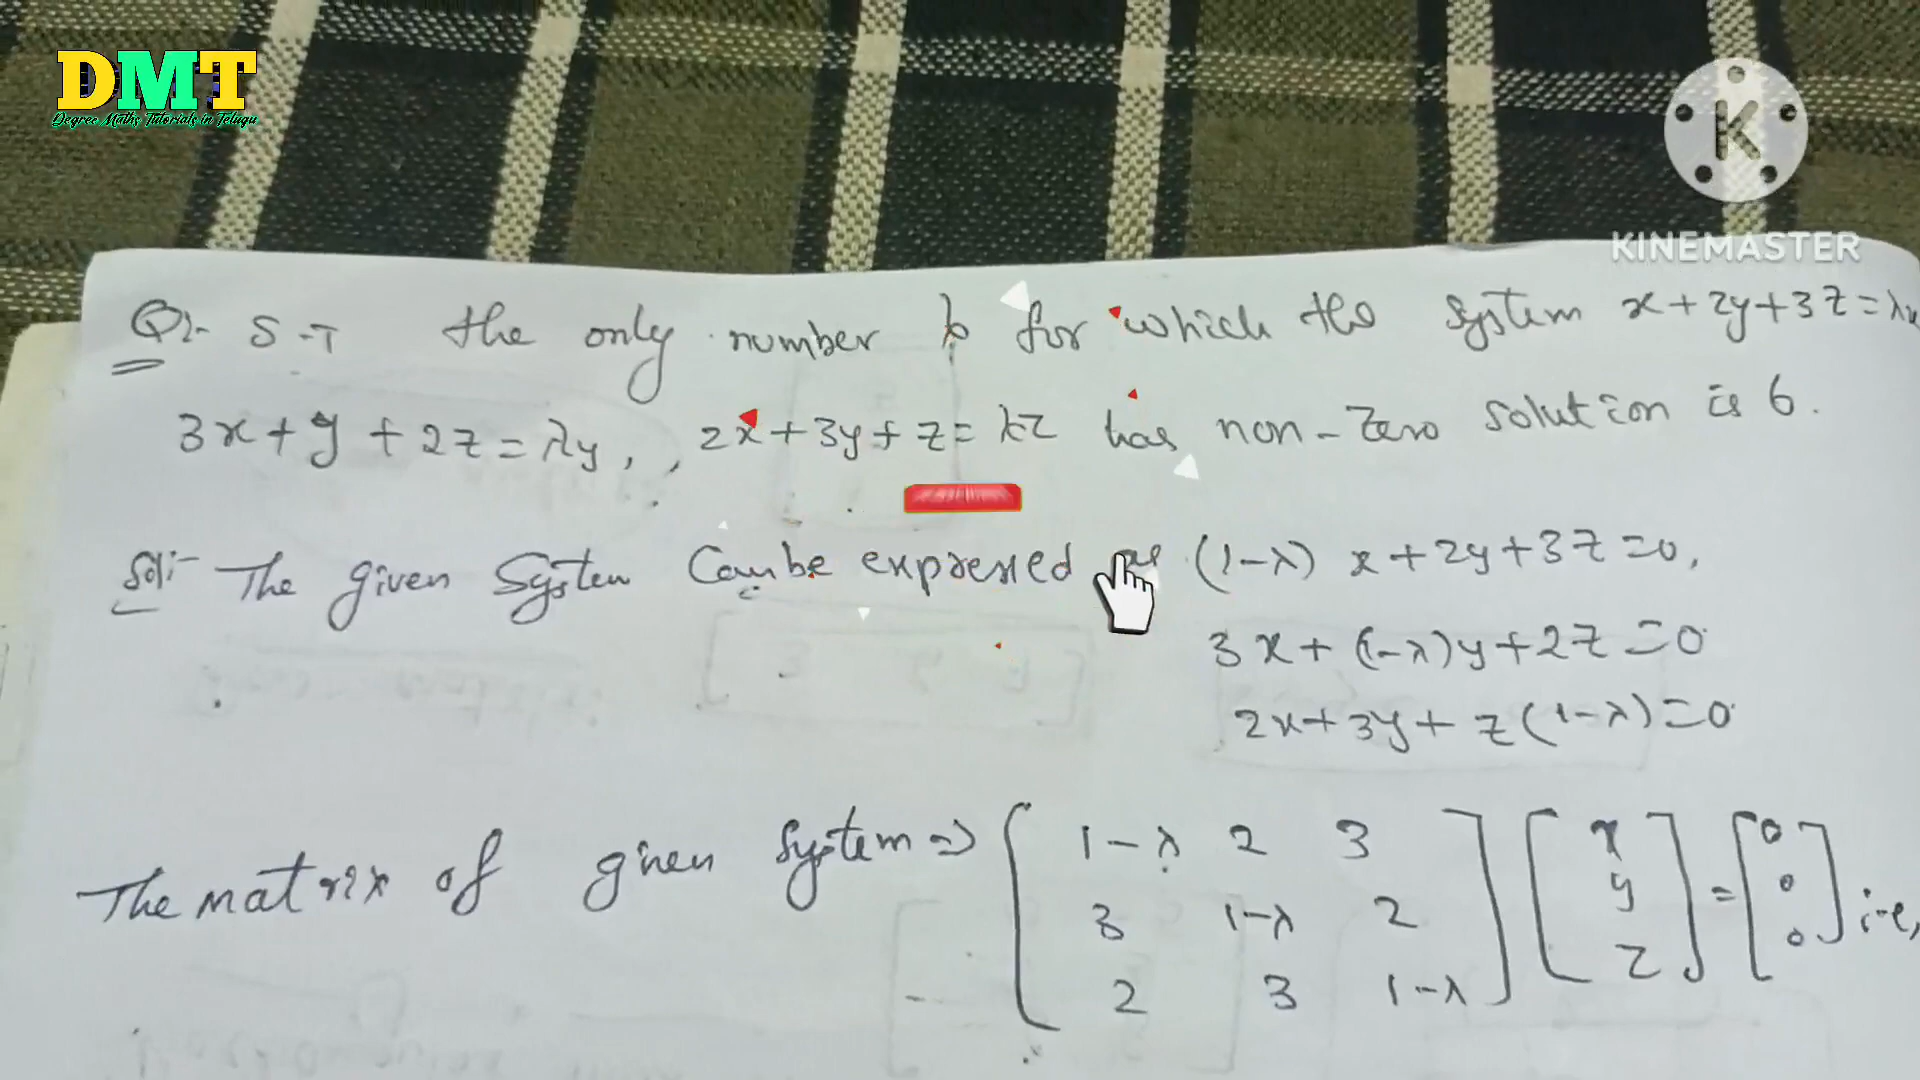 DMT
Degree Maths Tutorials in Telugu
K
KINEMASTER
Q:- S.T the only number λ for which the system x+2y+3z=λx
3x+y+2z=λy, , 2x+3y+z=λz has non-zero solution is 6.
Sol:- The given System Can be expressed as (1-λ) x+2y+3z=0,
3x+(1-λ)y+2z=0
2x+3y+z(1-λ)=0
The matrix of given system ⇒ [1-λ 2 3 [x = [0 i.e,
3 1-λ 2 y 0
2 3 1-λ] z] 0]